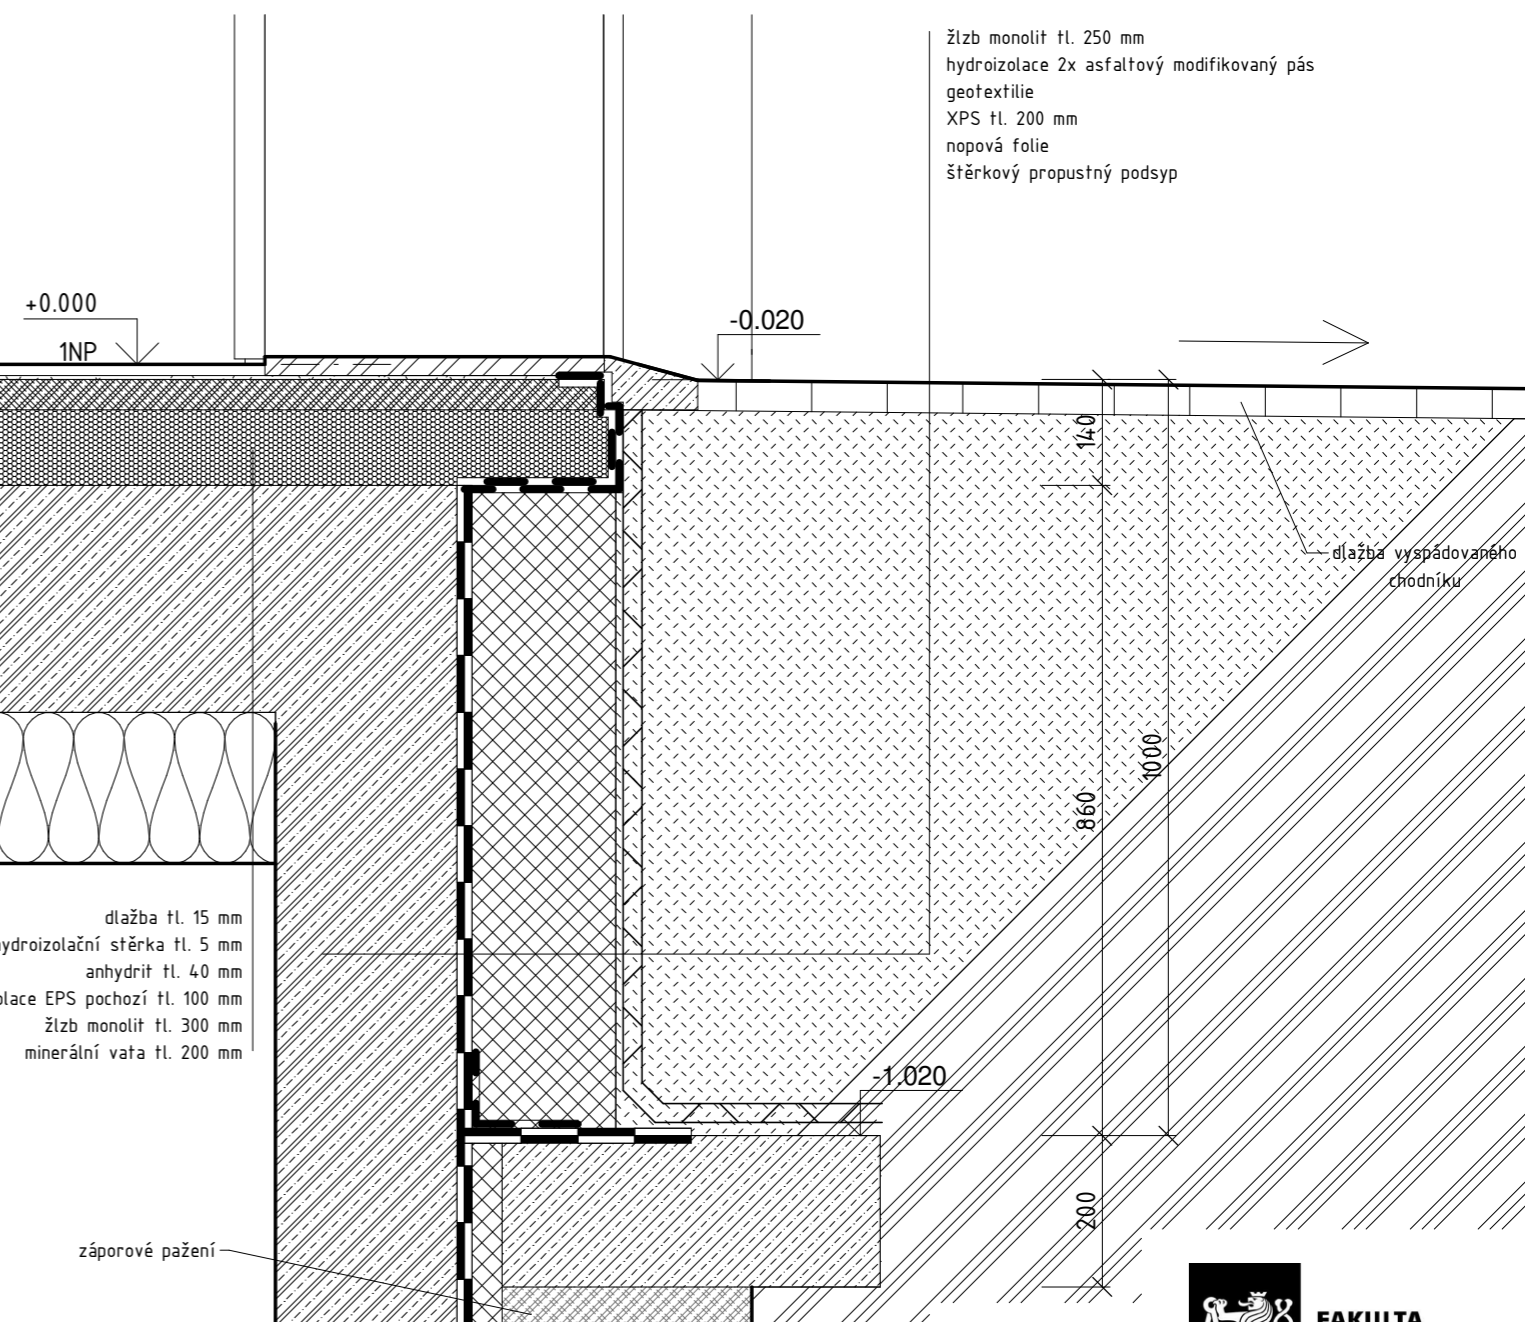 žlzb monolit tl. 250 mm
hydroizolace 2x asfaltový modifikovaný pás
geotextilie
XPS tl. 200 mm
nopová folie
štěrkový propustný podsyp
+0.000
1NP
-0.020
140
dlažba vyspádovaného
chodníku
1000
860
dlažba tl. 15 mm
hydroizolační stěrka tl. 5 mm
anhydrit tl. 40 mm
EPS pochozí tl. 100 mm
žlzb monolit tl. 300 mm
minerální vata tl. 200 mm
-1.020
200
záporové pažení
FAKULTA